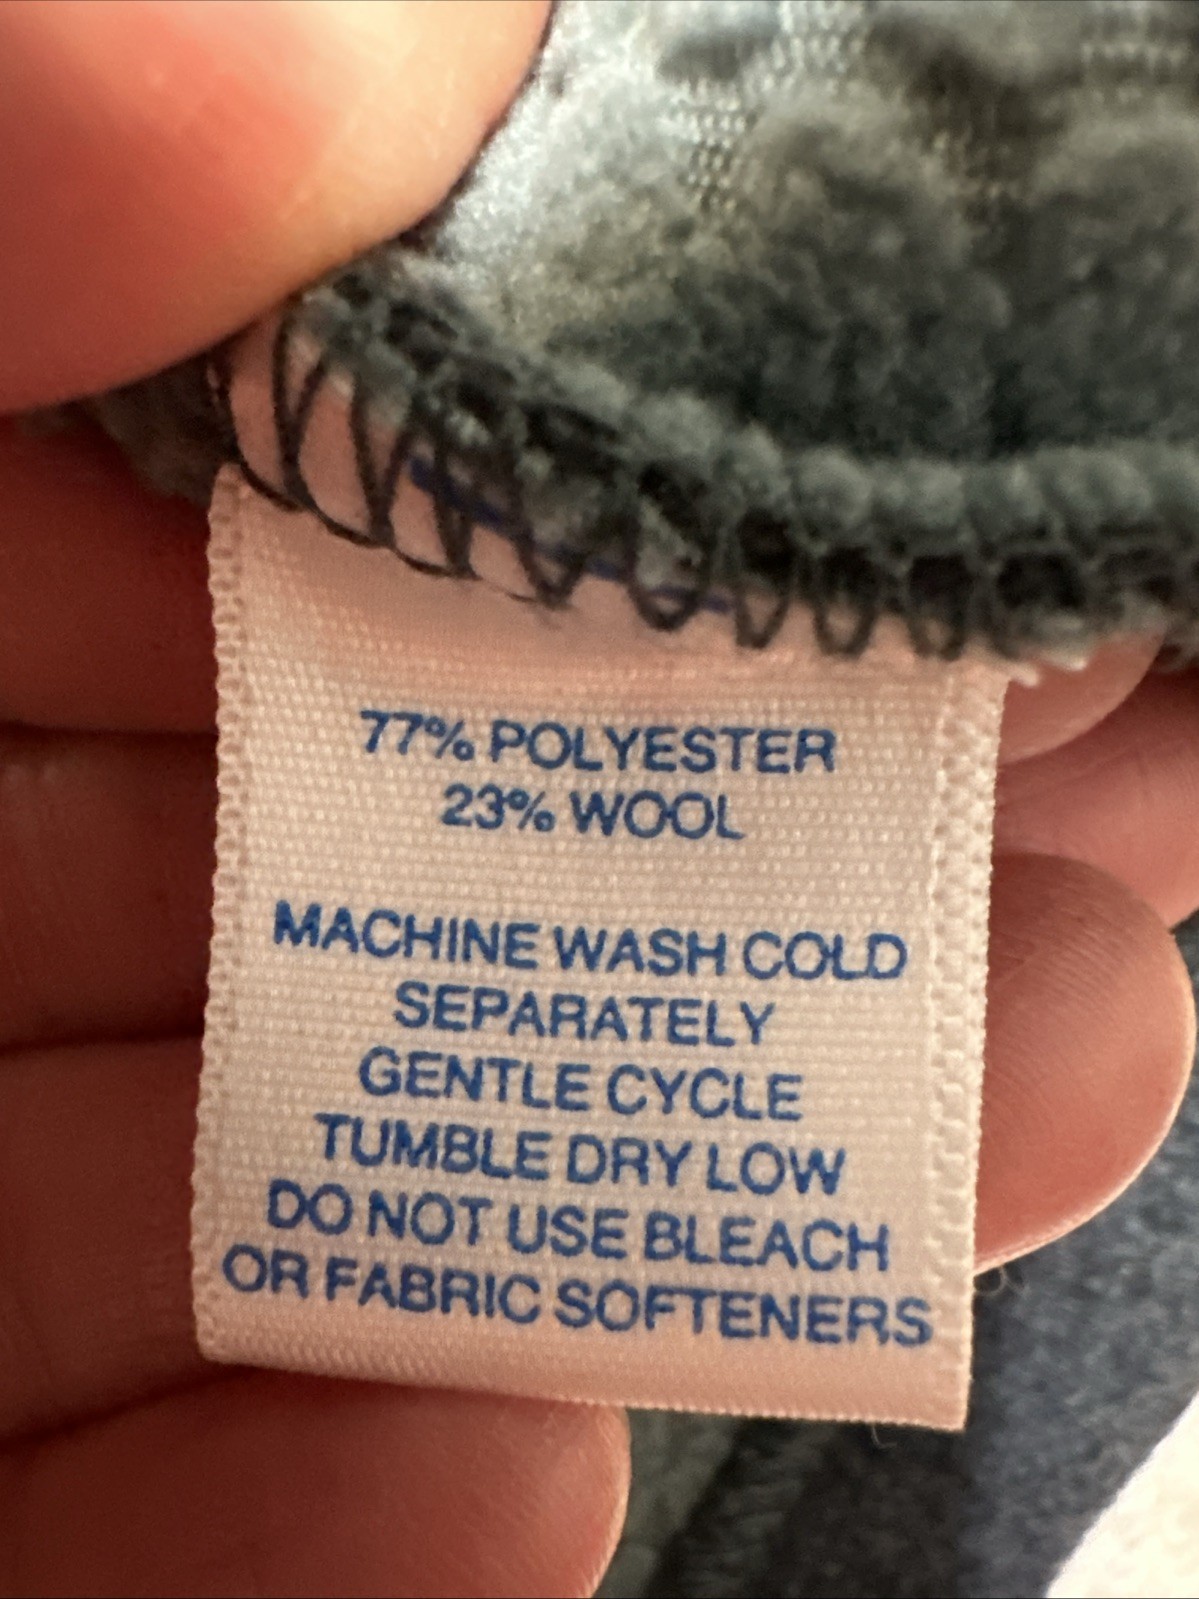 77% POLYESTER
23% WOOL
MACHINE WASH COLD
SEPARATELY
GENTLE CYCLE
TUMBLE DRY LOW
DO NOT USE BLEACH
OR FABRIC SOFTENERS